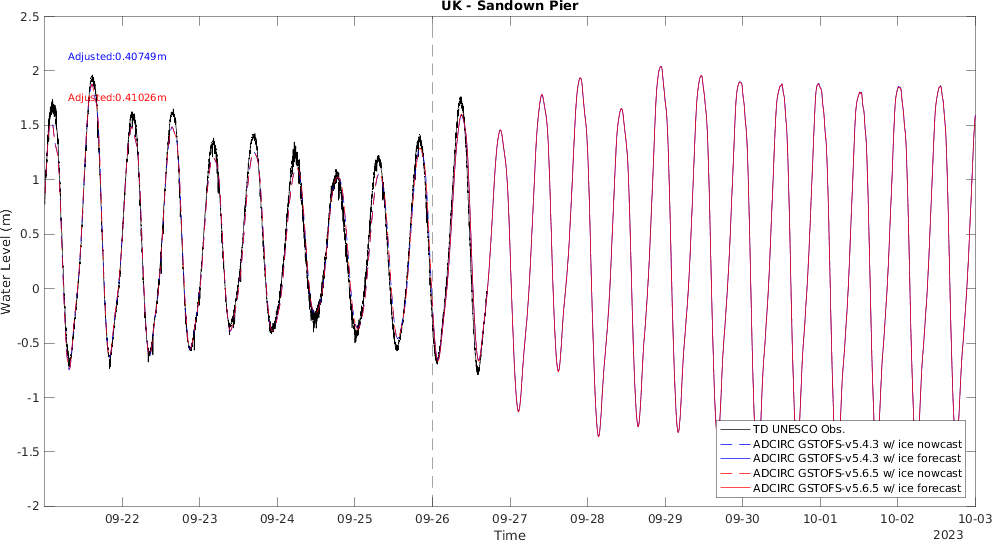 UK - Sandown Pier
Adjusted:0.40749m
Adjusted:0.41026m
Water Level (m)
2.5
2
1.5
1
0.5
0
-0.5
-1
-1.5
-2
09-22
09-23
09-24
09-25
09-26
09-27
09-28
09-29
09-30
10-01
10-02
10-03
Time
2023
TD UNESCO Obs.
ADCIRC GSTOFS-v5.4.3 w/ ice nowcast
ADCIRC GSTOFS-v5.4.3 w/ ice forecast
ADCIRC GSTOFS-v5.6.5 w/ ice nowcast
ADCIRC GSTOFS-v5.6.5 w/ ice forecast